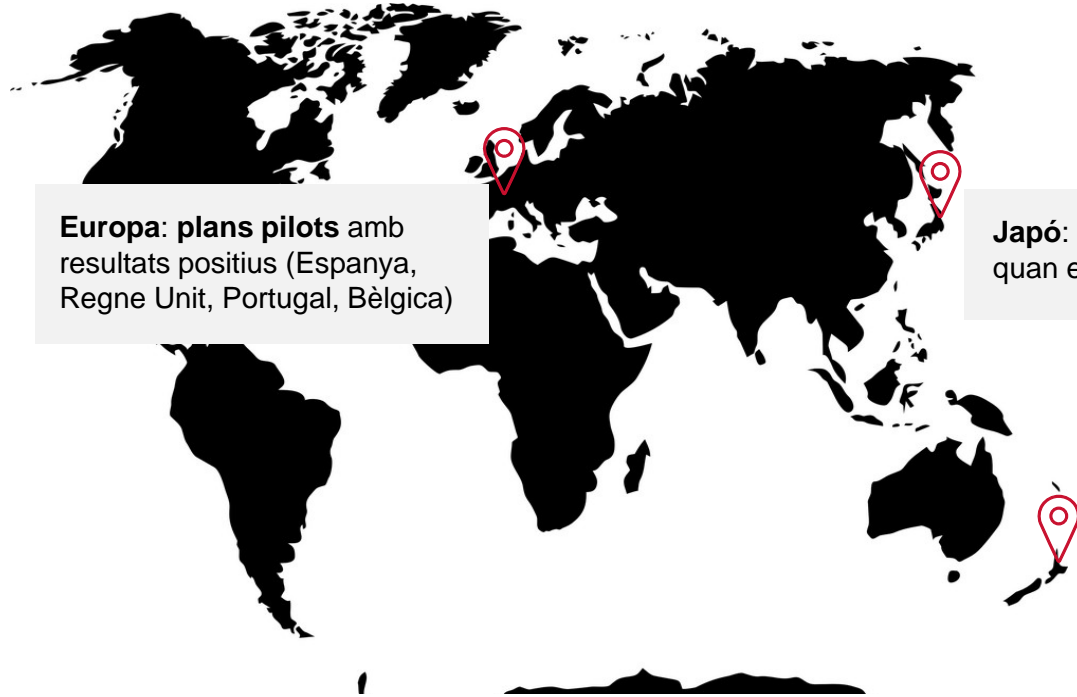 Europa: plans pilots amb
resultats positius (Espanya,
Regne Unit, Portugal, Bèlgica)
Japó:
quan e